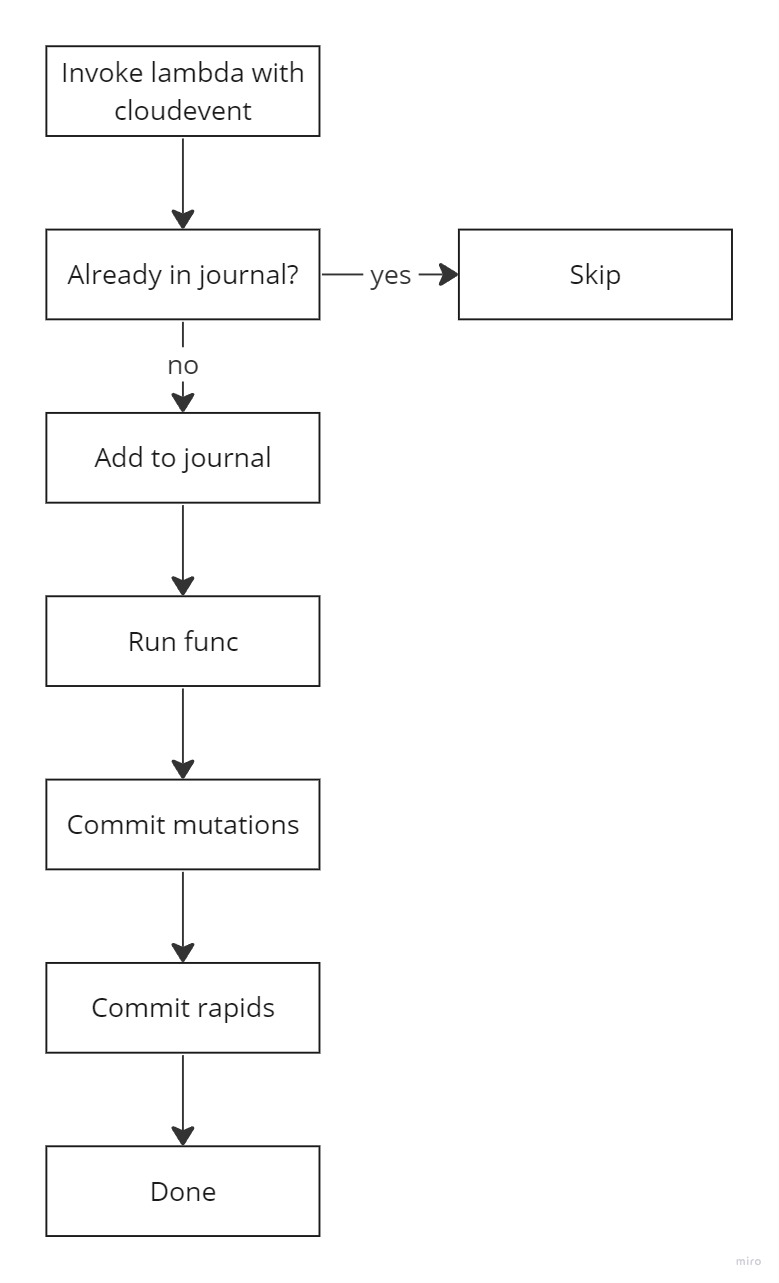 Invoke lambda with
cloudevent
Already in journal?
yes
Skip
no
Add to journal
Run func
Commit mutations
Commit rapids
Done
miro